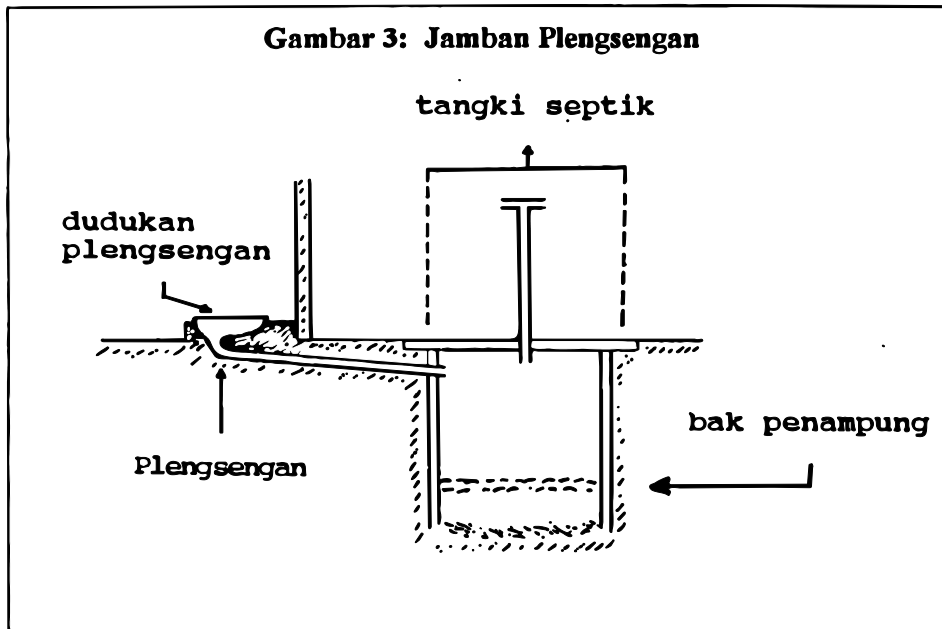 Gambar 3: Jamban Plengsengan
tangki septik
dudukan
plengsengan
bak penampung
Plengsengan